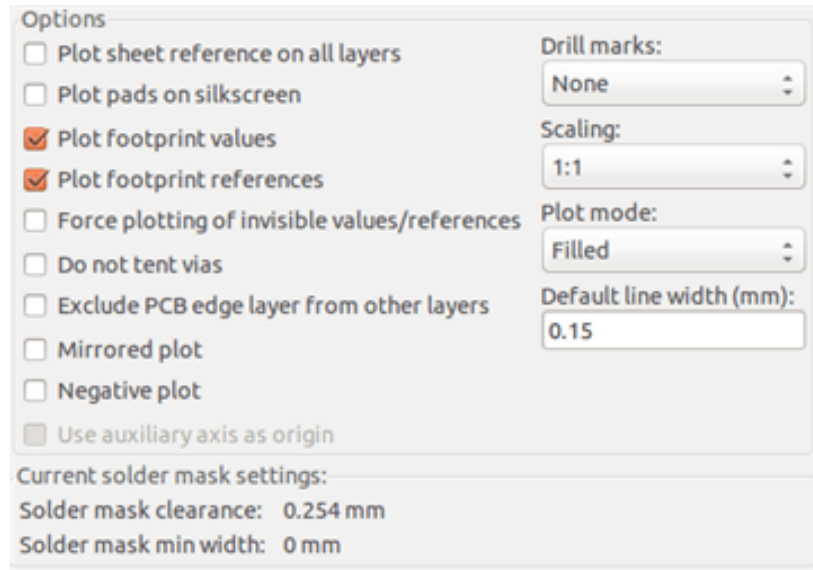 Options
Plot sheet reference on all layers
Plot pads on silkscreen
Plot footprint values
Plot footprint references
Force plotting of invisible values/references
Do not tent vias
Exclude PCB edge layer from other layers
Mirrored plot
Negative plot
Use auxiliary axis as origin
Drill marks:
None
Scaling:
1:1
Plot mode:
Filled
Default line width (mm):
0.15
Current solder mask settings:
Solder mask clearance: 0.254 mm
Solder mask min width: 0 mm